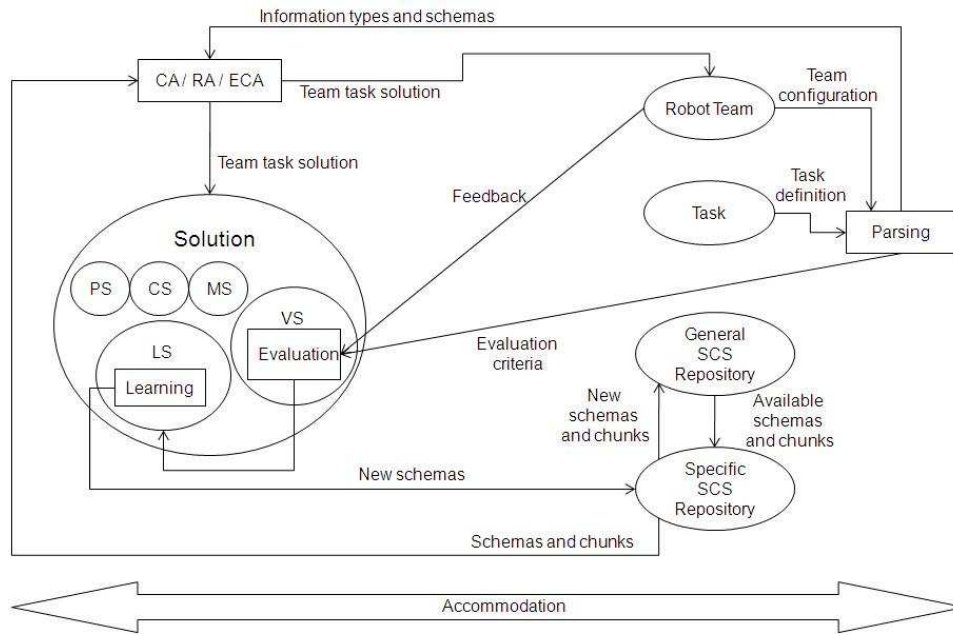 Information types and schemas
CA / RA / ECA
Team task solution
Robot Team
Team
configuration
Team task solution
Feedback
Task
Task
definition
Parsing
Solution
PS
CS
MS
VS
Evaluation
LS
Learning
Evaluation
criteria
General
SCS
Repository
New
schemas
and chunks
Available
schemas
and chunks
New schemas
Specific
SCS
Repository
Schemas and chunks
Accommodation